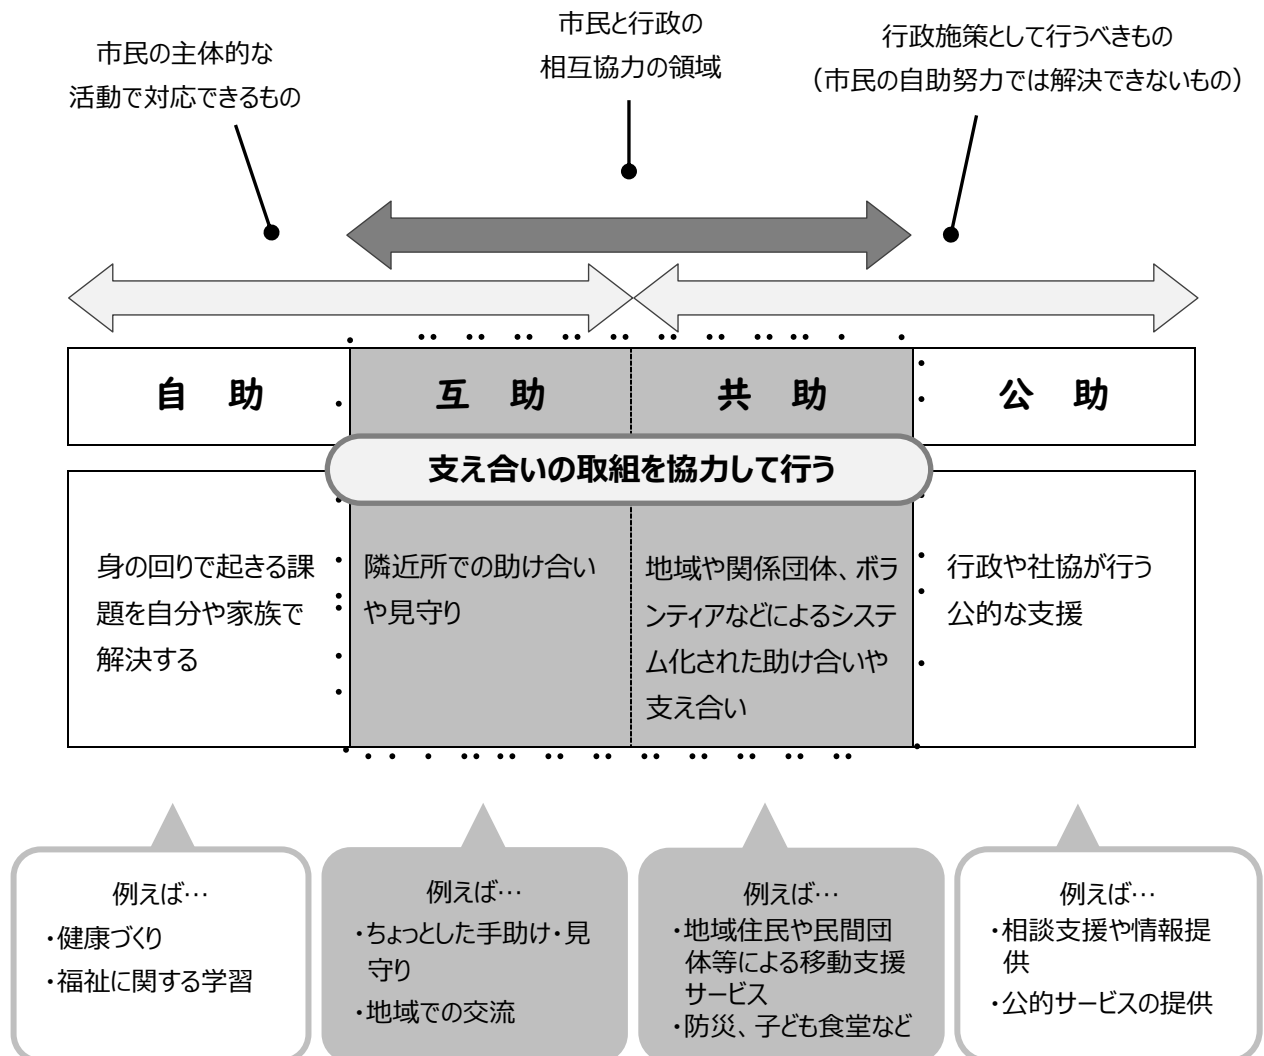 市民の主体的な
活動で対応できるもの
市民と行政の
相互協力の領域
行政施策として行うべきもの
（市民の自助努力では解決できないもの）
自　助
互　助
共　助
公　助
支え合いの取組を協力して行う
身の回りで起きる課
題を自分や家族で
解決する
隣近所での助け合い
や見守り
地域や関係団体、ボラ
ンティアなどによるシステ
ム化された助け合いや
支え合い
行政や社協が行う
公的な支援
例えば…
・健康づくり
・福祉に関する学習
例えば…
・ちょっとした手助け・見
守り
・地域での交流
例えば…
・地域住民や民間団
体等による移動支援
サービス
・防災、子ども食堂など
例えば…
・相談支援や情報提
供
・公的サービスの提供